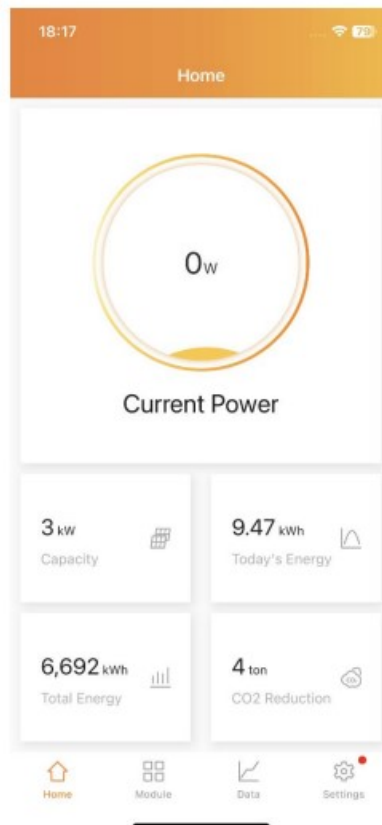 18:17
79
Home
0w
Current Power
3 kW
Capacity
9.47 kWh
Today's Energy
6,692 kWh
Total Energy
4 ton
CO2 Reduction
Home
Module
Data
Settings